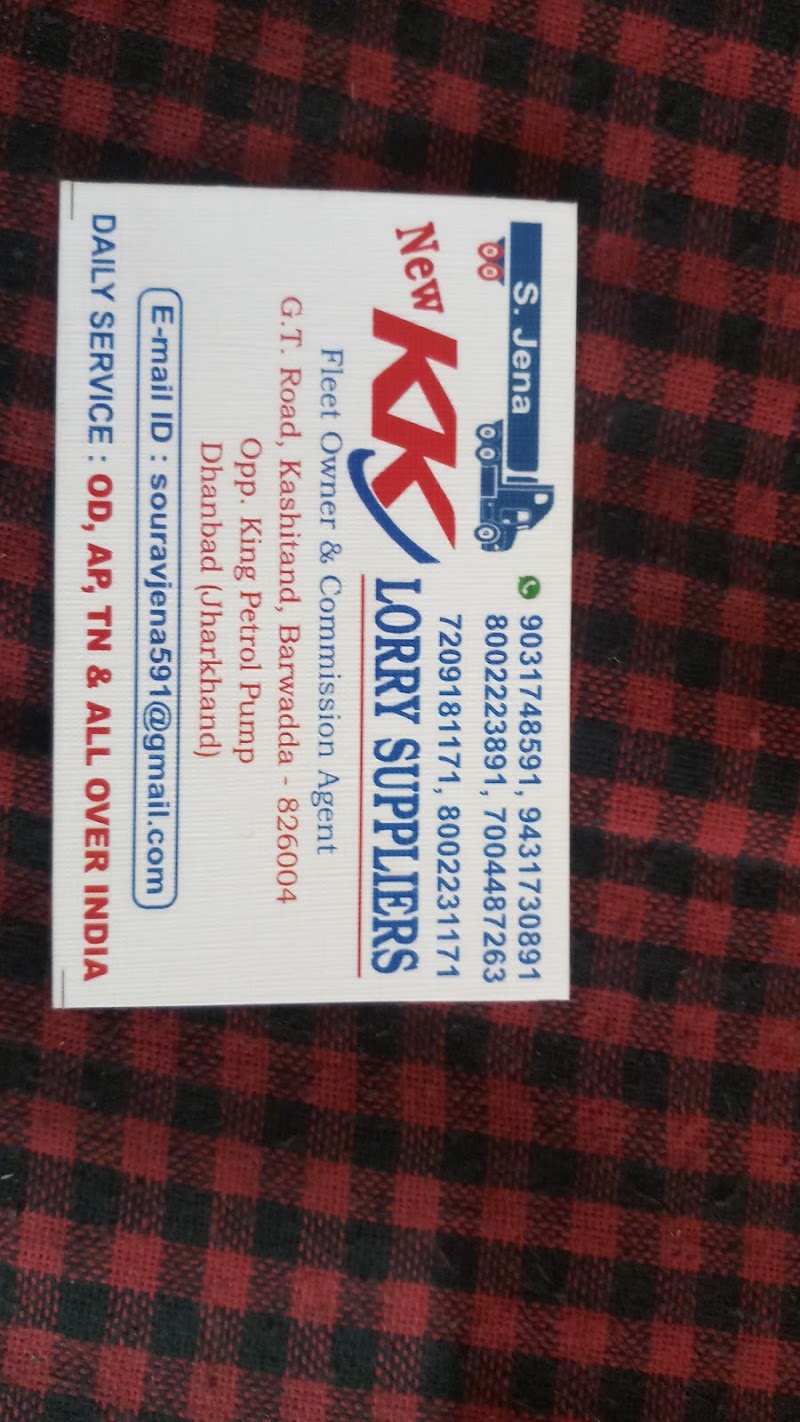 S. Jena
9031748591, 9431730891
8002223891, 7004487263
7209181171, 8002231171
New KK LORRY SUPPLIERS
Fleet Owner & Commission Agent
G.T. Road, Kashitand, Barwadda - 826004
Opp. King Petrol Pump
Dhanbad (Jharkhand)
E-mail ID : souravjena591@gmail.com
DAILY SERVICE : OD, AP, TN & ALL OVER INDIA